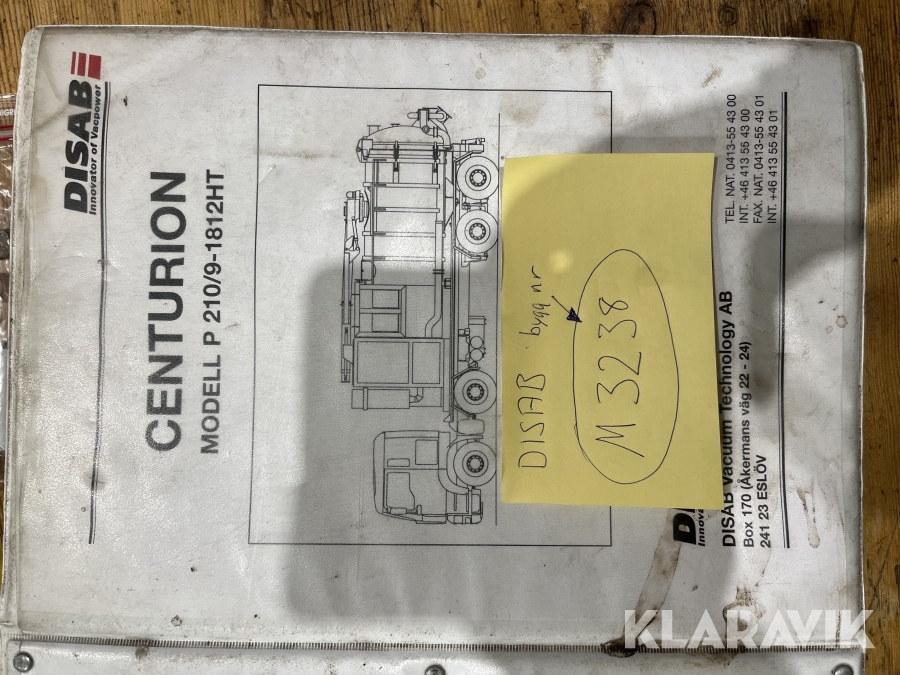 DISAB
Innovator of Vacpower
CENTURION
MODELL P 210/9-1812HT
DISAB bygg nr
M3238
Innova
DISAB Vacuum Technology AB
Box 170 (Åkermans väg 22 - 24)
241 23 ESLÖV
TEL. NAT. 0413-55 43 00
INT. +46 413 55 43 00
FAX. NAT. 0413-55 43 01
INT. +46 413 55 43 01
KLARAVIK